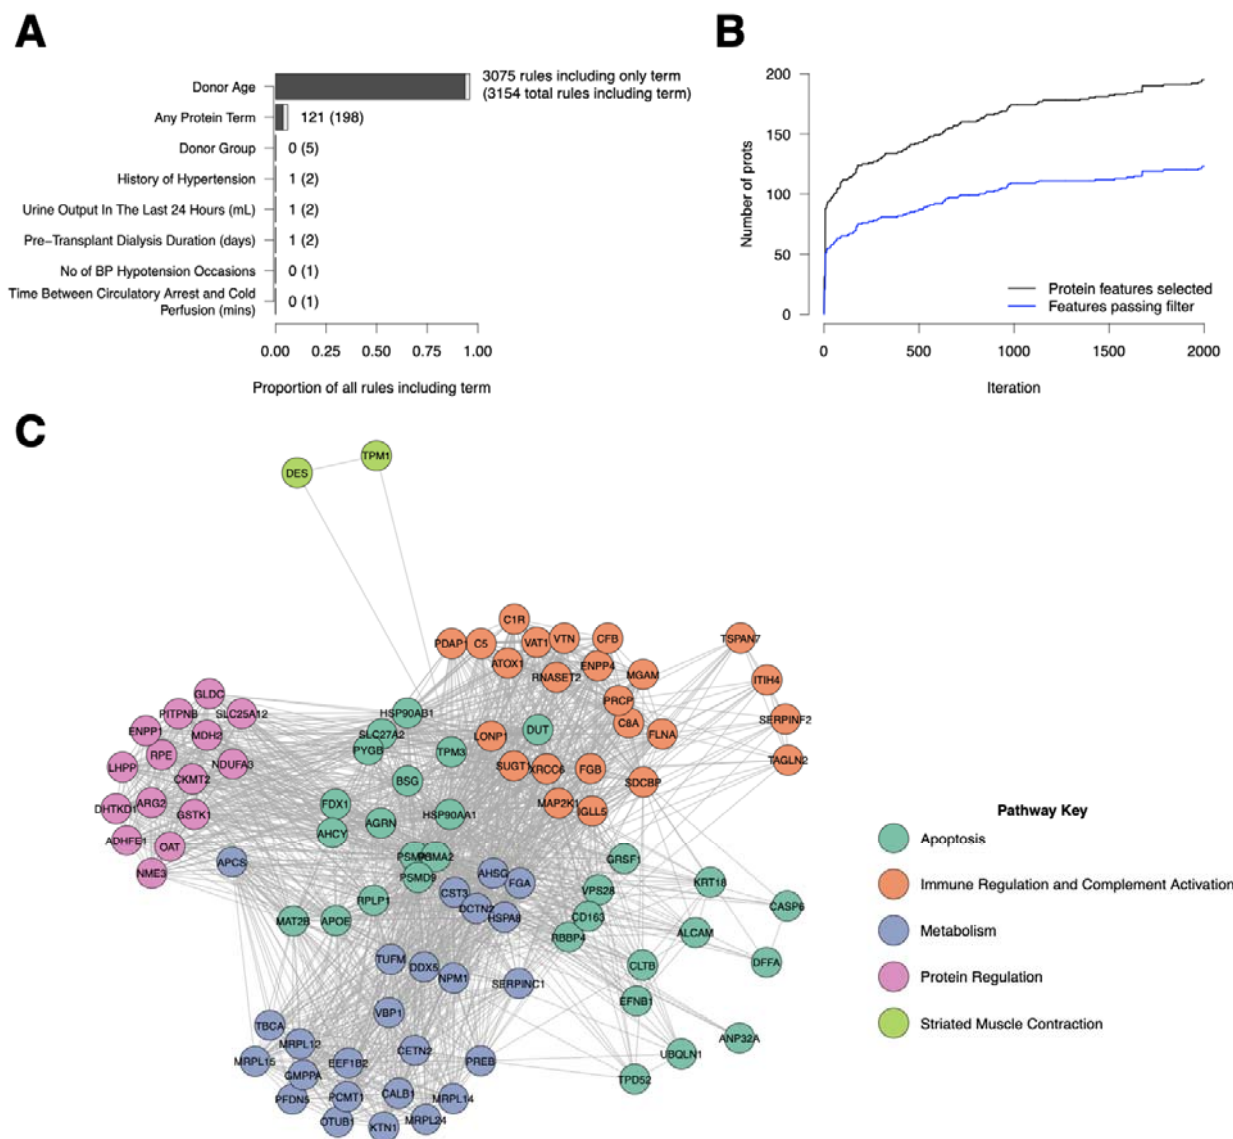 A
Donor Age
3075 rules including only term
(3154 total rules including term)
Any Protein Term
121 (198)
Donor Group
0 (5)
History of Hypertension
1 (2)
Urine Output In The Last 24 Hours (mL)
1 (2)
Pre−Transplant Dialysis Duration (days)
1 (2)
No of BP Hypotension Occasions
0 (1)
Time Between Circulatory Arrest and Cold
Perfusion (mins)
0 (1)
0.00 0.25 0.50 0.75 1.00
Proportion of all rules including term
B
Number of prots
200
150
100
50
0
Protein features selected
Features passing filter
0 500 1000 1500 2000
Iteration
C
TPM1
DES
C1R
PDAP1 C5 VAT1 VTN CFB TSPAN7
ATOX1 ENPP4
RNASET2 MGAM ITIH4
GLDC PRCP
PITPNB SLC25A12 HSP90AB1 C8A SERPINF2
ENPP1 MDH2 SLC27A2 LONP1 DUT FLNA
RPE PYGB TPM3
LHPP NDUFA3 SUGT1 XRCC6 FGB TAGLN2
CKMT2 BSG SDCBP
DHTKD1 ARG2 FDX1 MAP2K1
GSTK1 AGRN HSP90AA1 IGLL5
ADHFE1 AHCY
OAT PSMA2 GRSF1
NME3 APCS PSMD9 AHSG FGA KRT18
CST3 VPS28
RPLP1 DCTN2 CASP6
MAT2B APOE HSPA8 CD163
RBBP4 ALCAM
TUFM DDX5 CLTB DFFA
NPM1 SERPINC1
EFNB1
VBP1
TBCA
MRPL12 CETN2 ANP32A
MRPL15 EEF1B2 PREB UBQLN1
GMPPA TPD52
PFDN5 PCMT1 CALB1 MRPL14
OTUB1 KTN1 MRPL24
Pathway Key
Apoptosis
Immune Regulation and Complement Activation
Metabolism
Protein Regulation
Striated Muscle Contraction